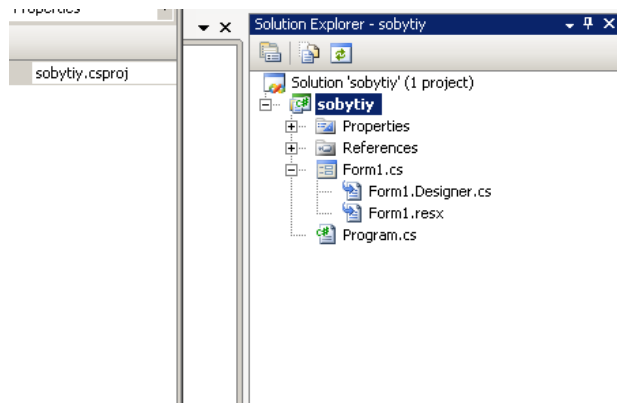 Properties
Solution Explorer - sobytiy
sobytiy.csproj
Solution 'sobytiy' (1 project)
sobytiy
Properties
References
Form1.cs
Form1.Designer.cs
Form1.resx
Program.cs